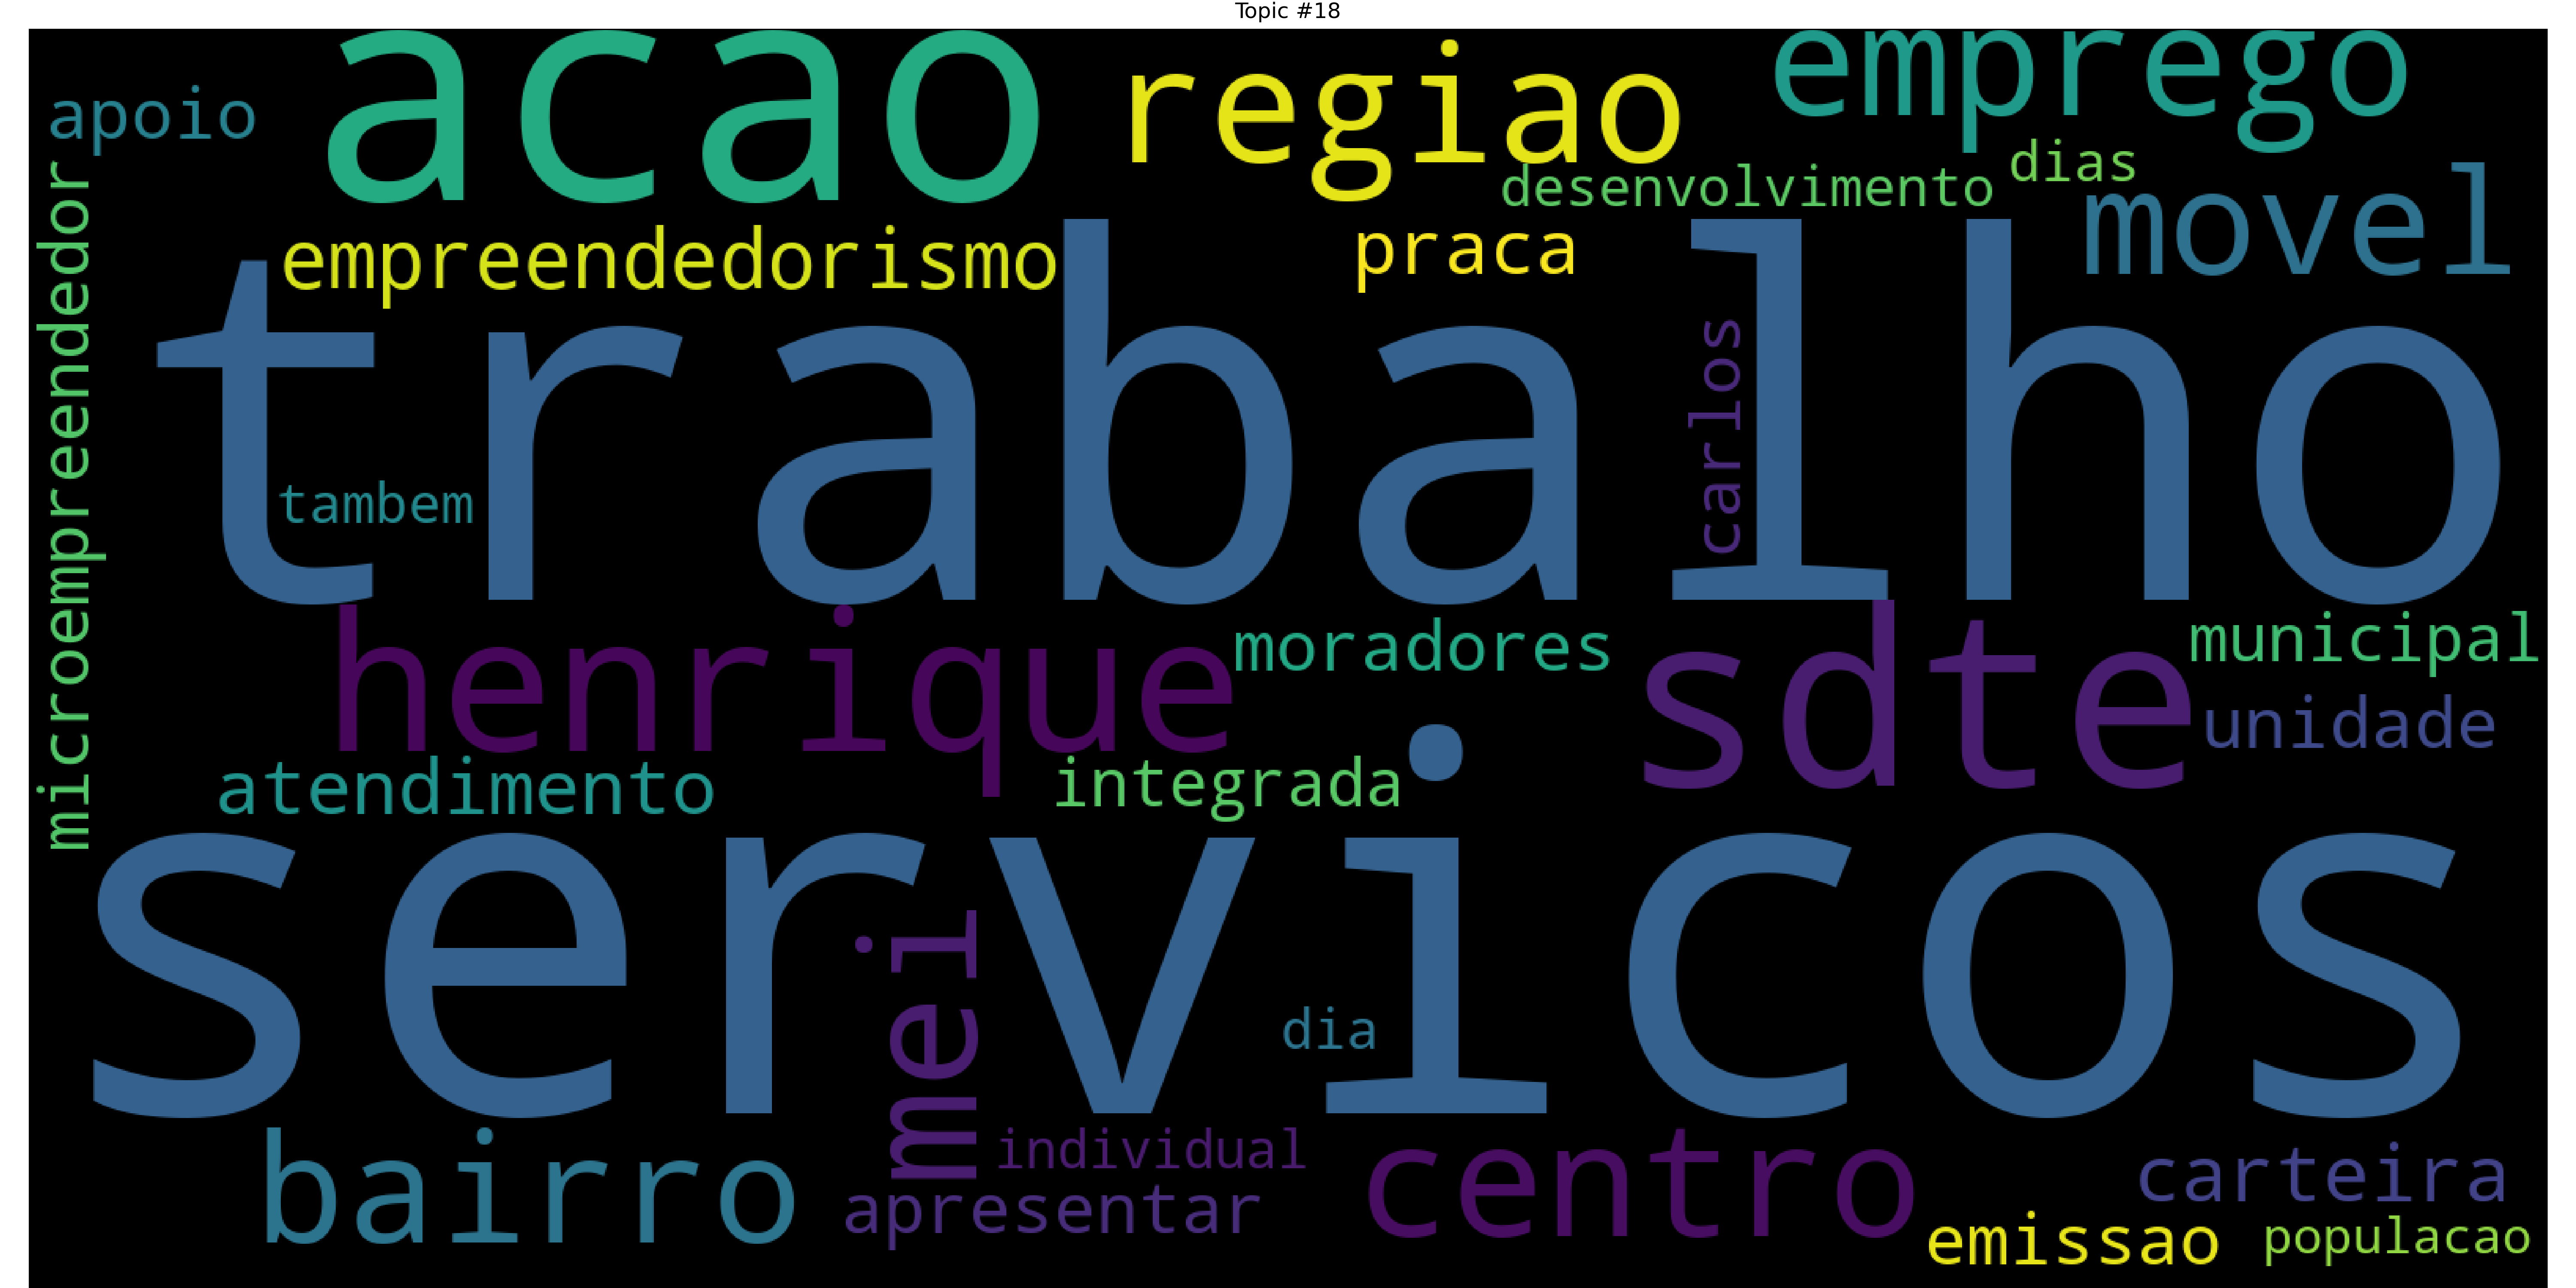 Topic #18
acao
regiao
emprego
apoio
desenvolvimento
dias
movel
empreendedorismo
praca
microempreendedor
trabalho
carlos
tambem
henrique
moradores
sdte
municipal
unidade
atendimento
integrada
servicos
mei
dia
bairro
individual
apresentar
centro
carteira
emissao
populacao